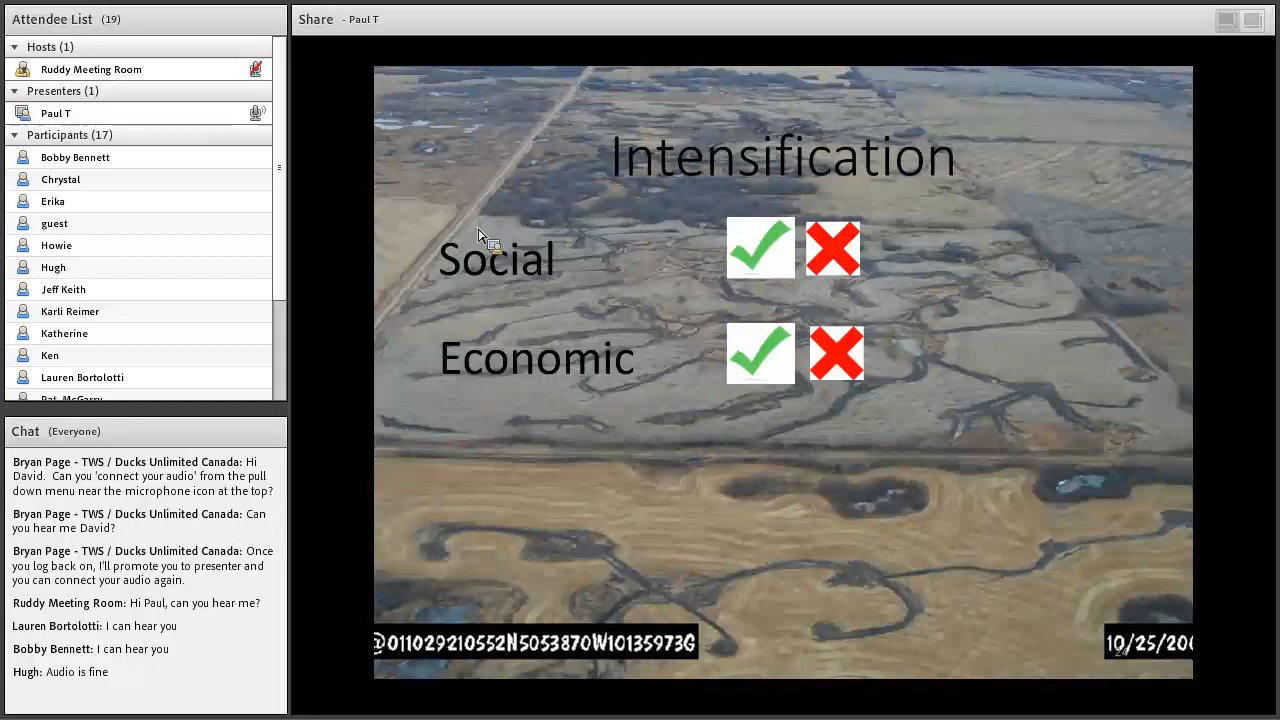 Attendee List (19)
Hosts (1)
Ruddy Meeting Room
Presenters (1)
Paul T
Participants (17)
Bobby Bennett
Chrystal
Erika
guest
Howie
Hugh
Jeff Keith
Karli Reimer
Katherine
Ken
Lauren Bortolotti
Pat McGarry
Chat (Everyone)
Bryan Page - TWS / Ducks Unlimited Canada: Hi
David. Can you 'connect your audio' from the pull
down menu near the microphone icon at the top?
Bryan Page - TWS / Ducks Unlimited Canada: Can
you hear me David?
Bryan Page - TWS / Ducks Unlimited Canada: Once
you log back on, I'll promote you to presenter and
you can connect your audio again.
Ruddy Meeting Room: Hi Paul, can you hear me?
Lauren Bortolotti: I can hear you
Bobby Bennett: I can hear you
Hugh: Audio is fine
Share - Paul T
Intensification
Social
Economic
@011029210552N5053870W10135973G
10/25/200